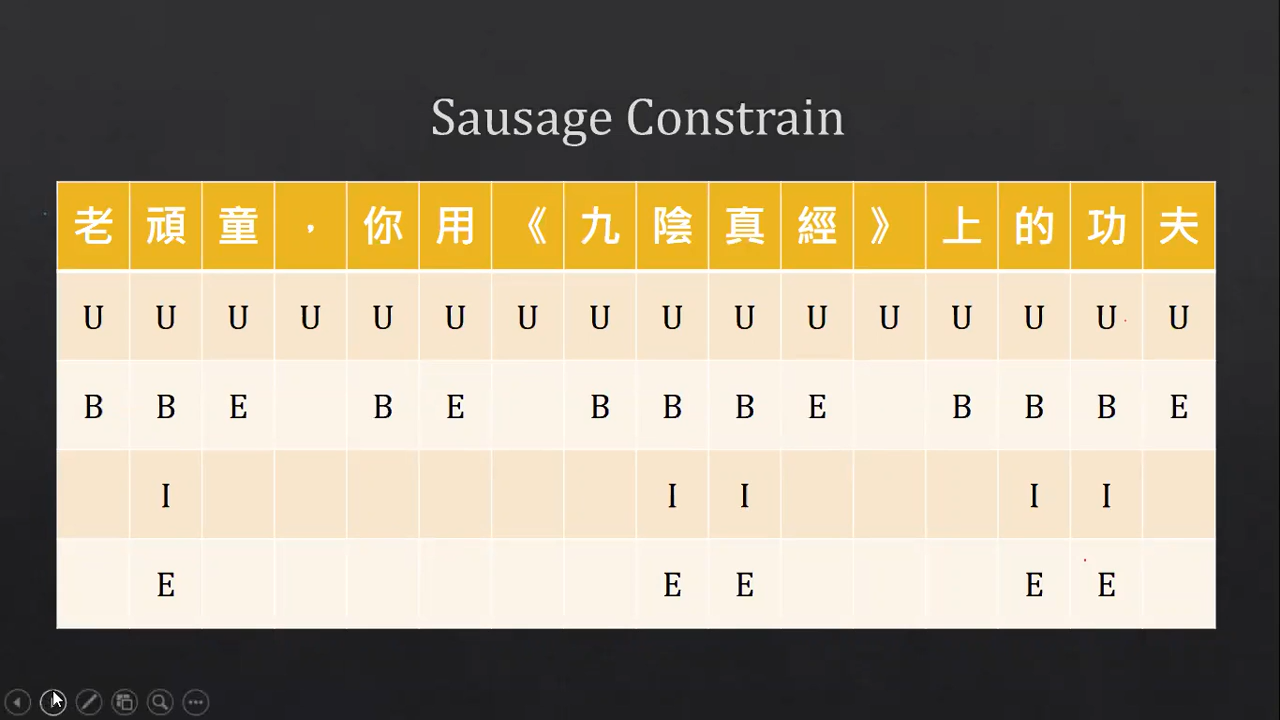 Sausage Constrain
老 頑 童 ， 你 用 《 九 陰 真 經 》 上 的 功 夫
U U U U U U U U U U U U U U U U
B B E B E B B B E B B B E
I I I I I
E E E E E